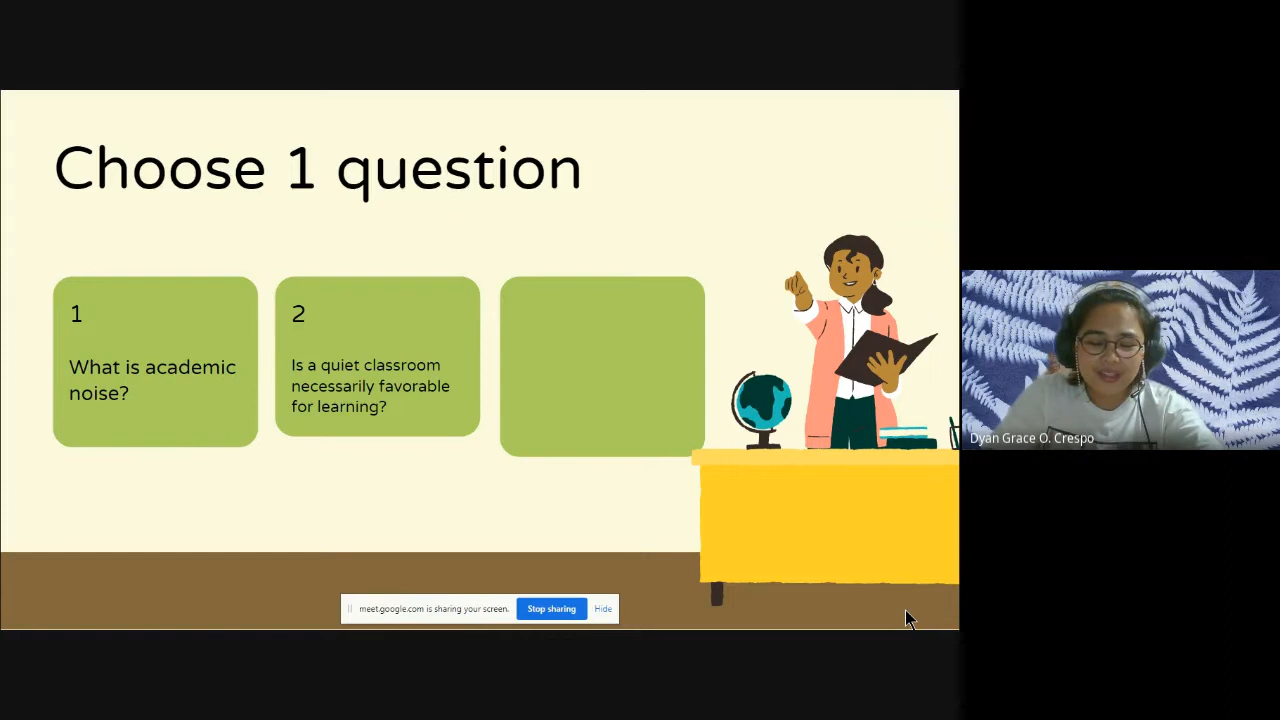 Choose 1 question
1
What is academic
noise?
2
Is a quiet classroom
necessarily favorable
for learning?
meet.google.com is sharing your screen.
Stop sharing
Hide
Dyan Grace O. Crespo